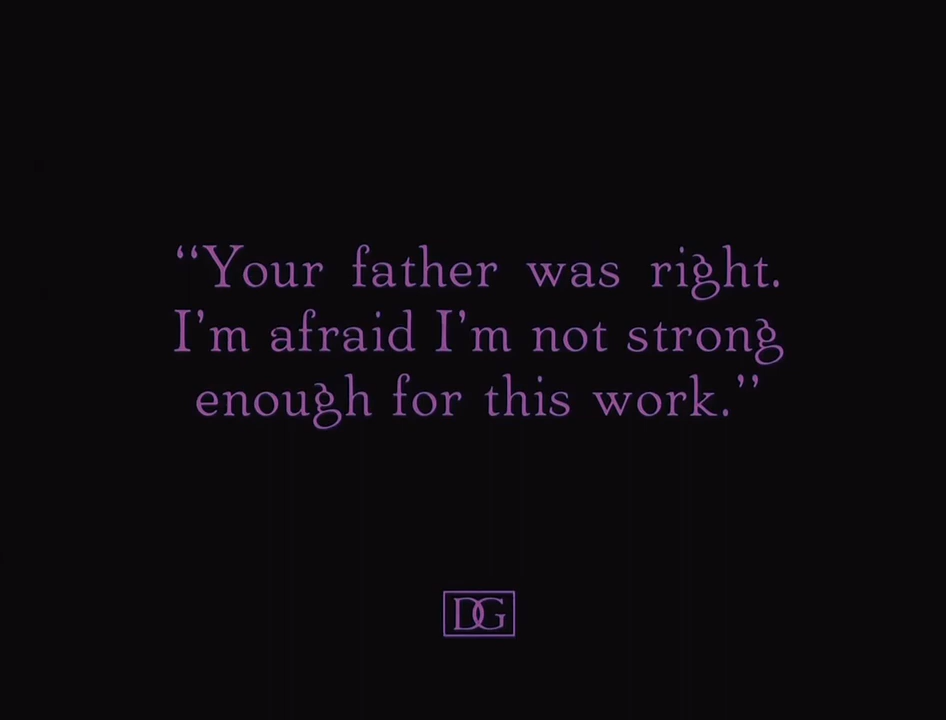 “Your father was right.
I’m afraid I’m not strong
enough for this work.”
DG